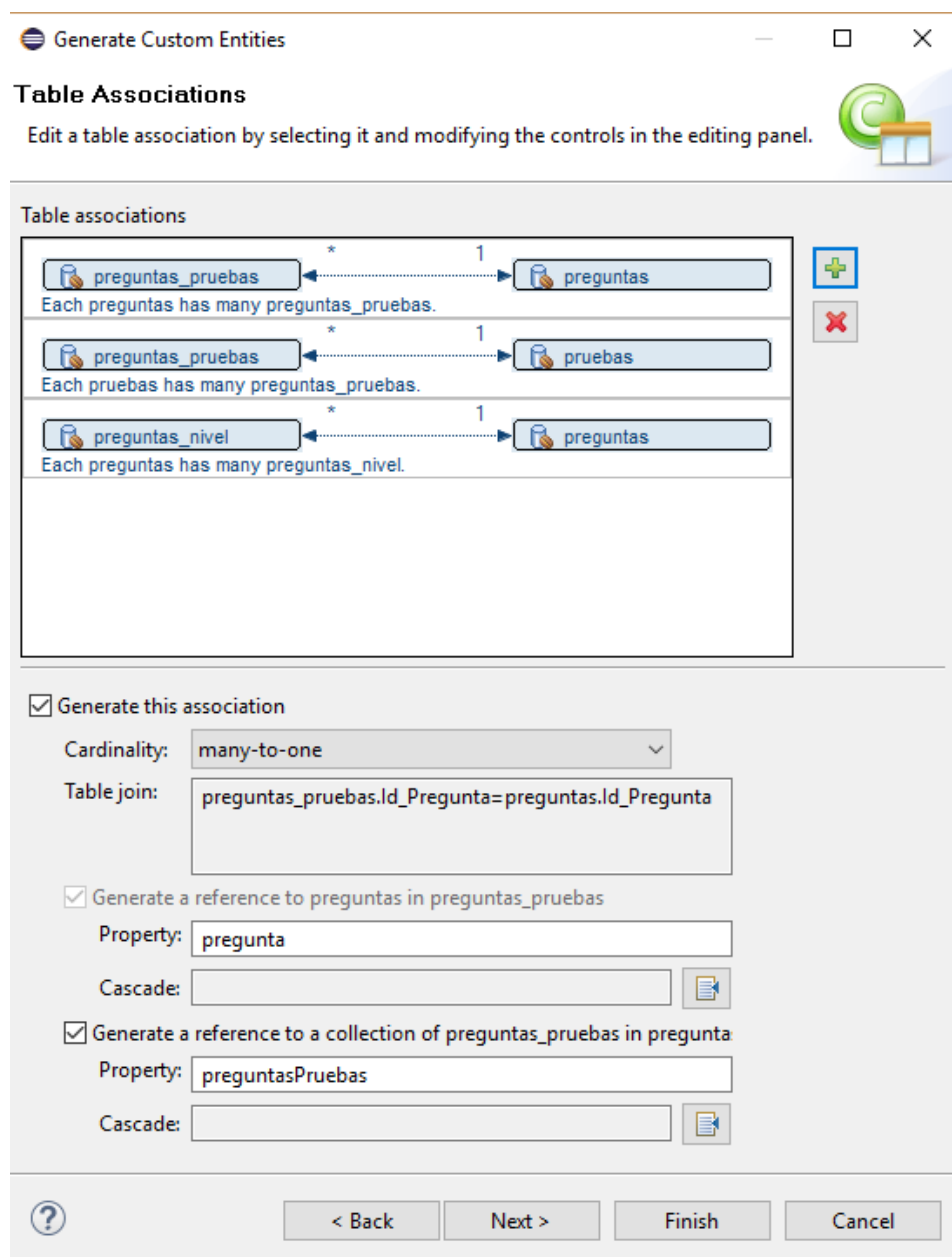 Generate Custom Entities
Table Associations
Edit a table association by selecting it and modifying the controls in the editing panel.
Table associations
* 1
preguntas_pruebas preguntas
Each preguntas has many preguntas_pruebas.
* 1
preguntas_pruebas pruebas
Each pruebas has many preguntas_pruebas.
* 1
preguntas_nivel preguntas
Each preguntas has many preguntas_nivel.
Generate this association
Cardinality: many-to-one
Table join: preguntas_pruebas.Id_Pregunta=preguntas.Id_Pregunta
Generate a reference to preguntas in preguntas_pruebas
Property: pregunta
Cascade:
Generate a reference to a collection of preguntas_pruebas in pregunta
Property: preguntasPruebas
Cascade:
? < Back Next > Finish Cancel